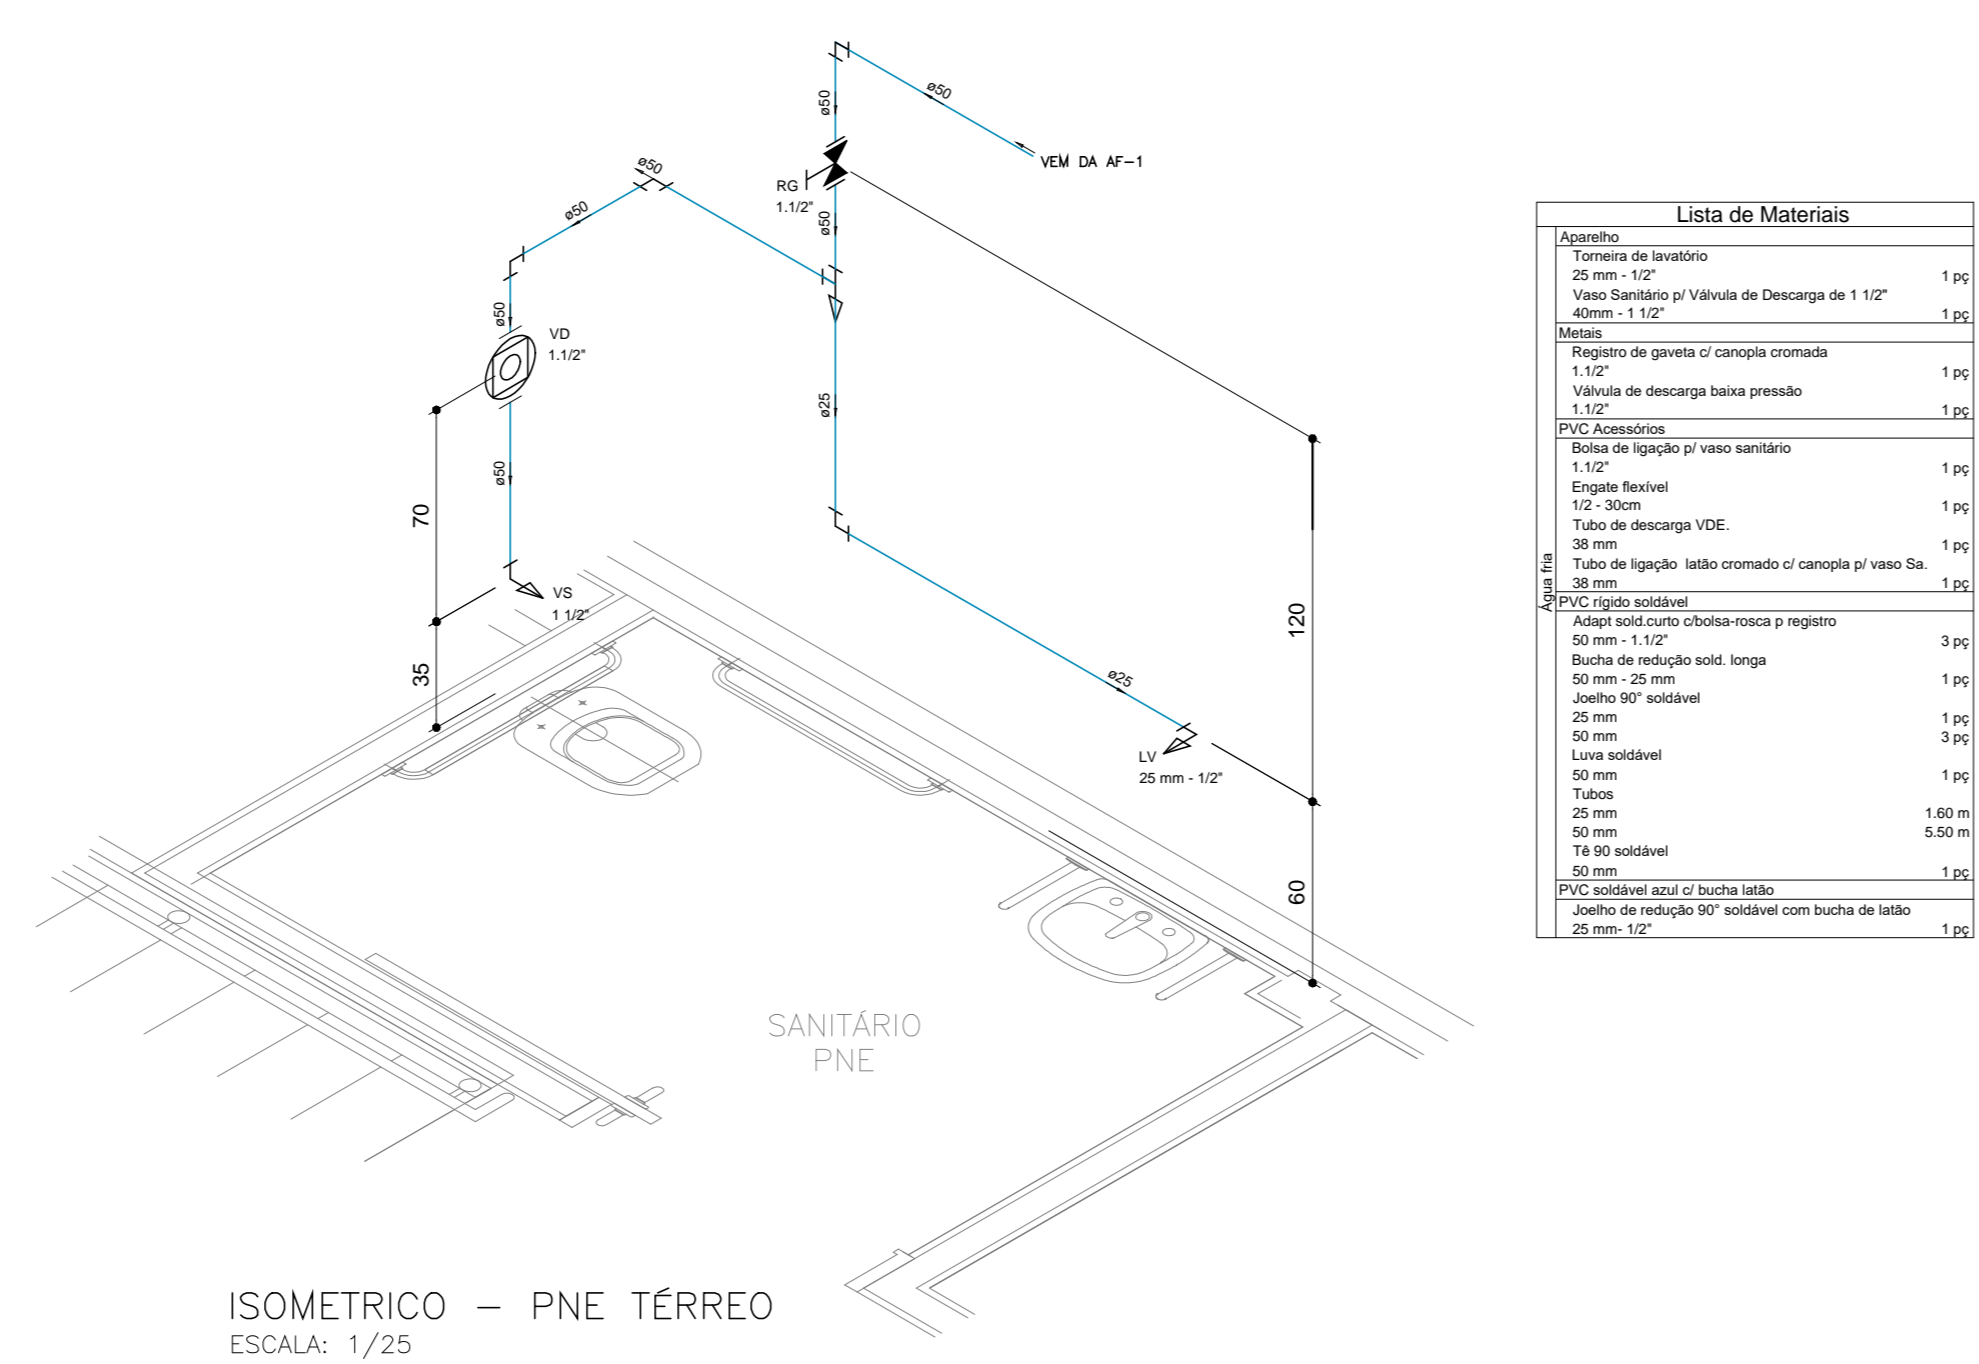 ø50
ø50
VEM DA AF-1
ø50
RG
1.1/2"
ø50
ø50
ø50
VD
1.1/2"
ø25
ø50
70
VS
1 1/2"
35
120
ø25
LV
25 mm - 1/2"
60
SANITÁRIO
PNE
ISOMETRICO - PNE TÉRREO
ESCALA: 1/25
Lista de Materiais
Água fria
Aparelho
Torneira de lavatório
25 mm - 1/2" 1 pç
Vaso Sanitário p/ Válvula de Descarga de 1 1/2"
40mm - 1 1/2" 1 pç
Metais
Registro de gaveta c/ canopla cromada
1.1/2" 1 pç
Válvula de descarga baixa pressão
1.1/2" 1 pç
PVC Acessórios
Bolsa de ligação p/ vaso sanitário
1.1/2" 1 pç
Engate flexível
1/2 - 30cm 1 pç
Tubo de descarga VDE.
38 mm 1 pç
Tubo de ligação latão cromado c/ canopla p/ vaso Sa.
38 mm 1 pç
PVC rígido soldável
Adapt sold.curto c/bolsa-rosca p registro
50 mm - 1.1/2" 3 pç
Bucha de redução sold. longa
50 mm - 25 mm 1 pç
Joelho 90° soldável
25 mm 1 pç
50 mm 3 pç
Luva soldável
50 mm 1 pç
Tubos
25 mm 1.60 m
50 mm 5.50 m
Tê 90 soldável
50 mm 1 pç
PVC soldável azul c/ bucha latão
Joelho de redução 90° soldável com bucha de latão
25 mm- 1/2" 1 pç